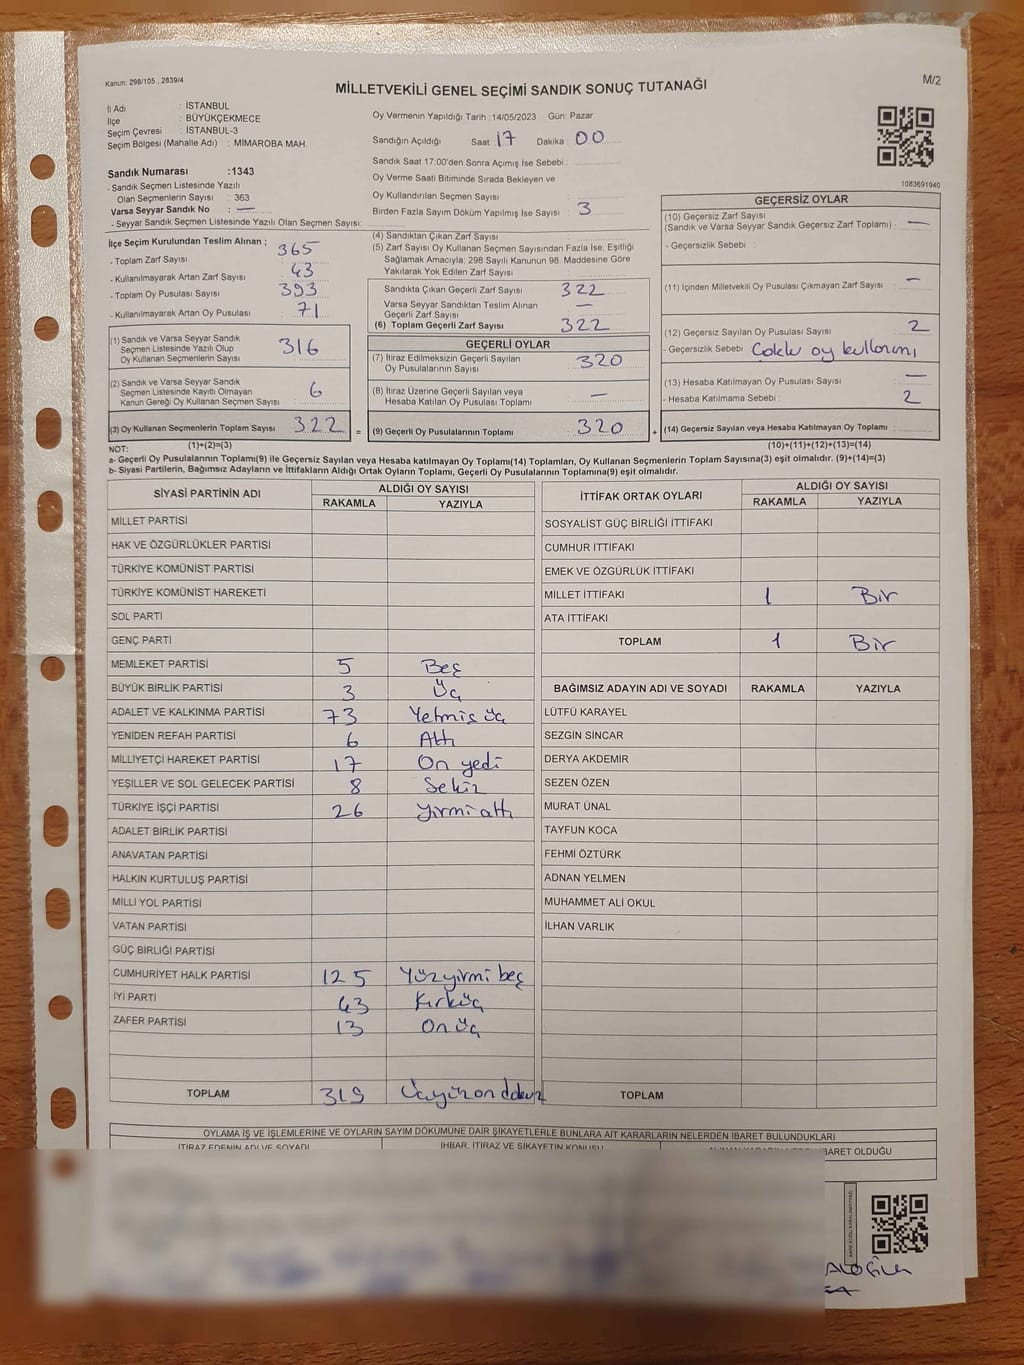 Kanun: 298/105 , 2839/4
MİLLETVEKİLİ GENEL SEÇİMİ SANDIK SONUÇ TUTANAĞI
M/2
İl Adı : İSTANBUL
İlçe : BÜYÜKÇEKMECE
Seçim Çevresi : İSTANBUL-3
Seçim Bölgesi (Mahalle Adı) : MİMAROBA MAH.
Oy Vermenin Yapıldığı Tarih :14/05/2023 Gün: Pazar
Sandığın Açıldığı Saat: 17 Dakika: 00
Sandık Saat 17:00'den Sonra Açımış İse Sebebi :
Oy Verme Saati Bitiminde Sırada Bekleyen ve
Oy Kullandırılan Seçmen Sayısı :
Birden Fazla Sayım Döküm Yapılmış İse Sayısı : 3
1083691940
Sandık Numarası :1343
- Sandık Seçmen Listesinde Yazılı
Olan Seçmenlerin Sayısı : 363
Varsa Seyyar Sandık No : —
- Seyyar Sandık Seçmen Listesinde Yazılı Olan Seçmen Sayısı:
İlçe Seçim Kurulundan Teslim Alınan ;
- Toplam Zarf Sayısı : 365
- Kullanılmayarak Artan Zarf Sayısı : 43
- Toplam Oy Pusulası Sayısı : 393
- Kullanılmayarak Artan Oy Pusulası : 71
(1) Sandık ve Varsa Seyyar Sandık
Seçmen Listesinde Yazılı Olup
Oy Kullanan Seçmenlerin Sayısı : 316
(2) Sandık ve Varsa Seyyar Sandık
Seçmen Listesinde Kayıtlı Olmayan
Kanun Gereği Oy Kullanan Seçmen Sayısı : 6
(3) Oy Kullanan Seçmenlerin Toplam Sayısı : 322
(1)+(2)=(3)
(4) Sandıktan Çıkan Zarf Sayısı :
(5) Zarf Sayısı Oy Kullanan Seçmen Sayısından Fazla İse, Eşitliği
Sağlamak Amacıyla; 298 Sayılı Kanunun 98. Maddesine Göre
Yakılarak Yok Edilen Zarf Sayısı :
Sandıkta Çıkan Geçerli Zarf Sayısı : 322
Varsa Seyyar Sandıktan Teslim Alınan
Geçerli Zarf Sayısı : —
(6) Toplam Geçerli Zarf Sayısı : 322
GEÇERLİ OYLAR
(7) İtiraz Edilmeksizin Geçerli Sayılan
Oy Pusulalarının Sayısı : 320
(8) İtiraz Üzerine Geçerli Sayılan veya
Hesaba Katılan Oy Pusulası Toplamı : —
= (9) Geçerli Oy Pusulalarının Toplamı : 320 +
GEÇERSİZ OYLAR
(10) Geçersiz Zarf Sayısı
(Sandık ve Varsa Seyyar Sandık Geçersiz Zarf Toplamı) : —
- Geçersizlik Sebebi :
(11) İçinden Milletvekili Oy Pusulası Çıkmayan Zarf Sayısı : —
(12) Geçersiz Sayılan Oy Pusulası Sayısı : 2
- Geçersizlik Sebebi : Çoklu oy kullanımı
(13) Hesaba Katılmayan Oy Pusulası Sayısı : —
- Hesaba Katılmama Sebebi : 2
(14) Geçersiz Sayılan veya Hesaba Katılmayan Oy Toplamı :
(10)+(11)+(12)+(13)=(14)
NOT:
a- Geçerli Oy Pusulalarının Toplamı(9) ile Geçersiz Sayılan veya Hesaba katılmayan Oy Toplamı(14) Toplamları, Oy Kullanan Seçmenlerin Toplam Sayısına(3) eşit olmalıdır. (9)+(14)=(3)
b- Siyasi Partilerin, Bağımsız Adayların ve İttifakların Aldığı Ortak Oyların Toplamı, Geçerli Oy Pusulalarının Toplamına(9) eşit olmalıdır.
SİYASİ PARTİNİN ADI ALDIĞI OY SAYISI
RAKAMLA YAZIYLA
MİLLET PARTİSİ
HAK VE ÖZGÜRLÜKLER PARTİSİ
TÜRKİYE KOMÜNİST PARTİSİ
TÜRKİYE KOMÜNİST HAREKETİ
SOL PARTİ
GENÇ PARTİ
MEMLEKET PARTİSİ 5 Beş
BÜYÜK BİRLİK PARTİSİ 3 Üç
ADALET VE KALKINMA PARTİSİ 73 Yetmiş üç
YENİDEN REFAH PARTİSİ 6 Altı
MİLLİYETÇİ HAREKET PARTİSİ 17 On yedi
YEŞİLLER VE SOL GELECEK PARTİSİ 8 Sekiz
TÜRKİYE İŞÇİ PARTİSİ 26 Yirmi altı
ADALET BİRLİK PARTİSİ
ANAVATAN PARTİSİ
HALKIN KURTULUŞ PARTİSİ
MİLLİ YOL PARTİSİ
VATAN PARTİSİ
GÜÇ BİRLİĞİ PARTİSİ
CUMHURİYET HALK PARTİSİ 125 Yüzyirmi beş
İYİ PARTİ 43 Kırküç
ZAFER PARTİSİ 13 On üç
TOPLAM 319
İTTİFAK ORTAK OYLARI ALDIĞI OY SAYISI
RAKAMLA YAZIYLA
SOSYALİST GÜÇ BİRLİĞİ İTTİFAKI
CUMHUR İTTİFAKI
EMEK VE ÖZGÜRLÜK İTTİFAKI
MİLLET İTTİFAKI 1 Bir
ATA İTTİFAKI
TOPLAM 1 Bir
BAĞIMSIZ ADAYIN ADI VE SOYADI RAKAMLA YAZIYLA
LÜTFÜ KARAYEL
SEZGİN SİNCAR
DERYA AKDEMİR
SEZEN ÖZEN
MURAT ÜNAL
TAYFUN KOCA
FEHMİ ÖZTÜRK
ADNAN YELMEN
MUHAMMET ALİ OKUL
İLHAN VARLIK
TOPLAM
OYLAMA İŞ VE İŞLEMLERİNE VE OYLARIN SAYIM DÖKÜMÜNE DAİR ŞİKAYETLERLE BUNLARA AİT KARARLARIN NELERDEN İBARET BULUNDUKLARI
İTİRAZ EDENİN ADI VE SOYADI İHBAR, İTİRAZ VE ŞİKAYETİN KONUSU İBARET OLDUĞU